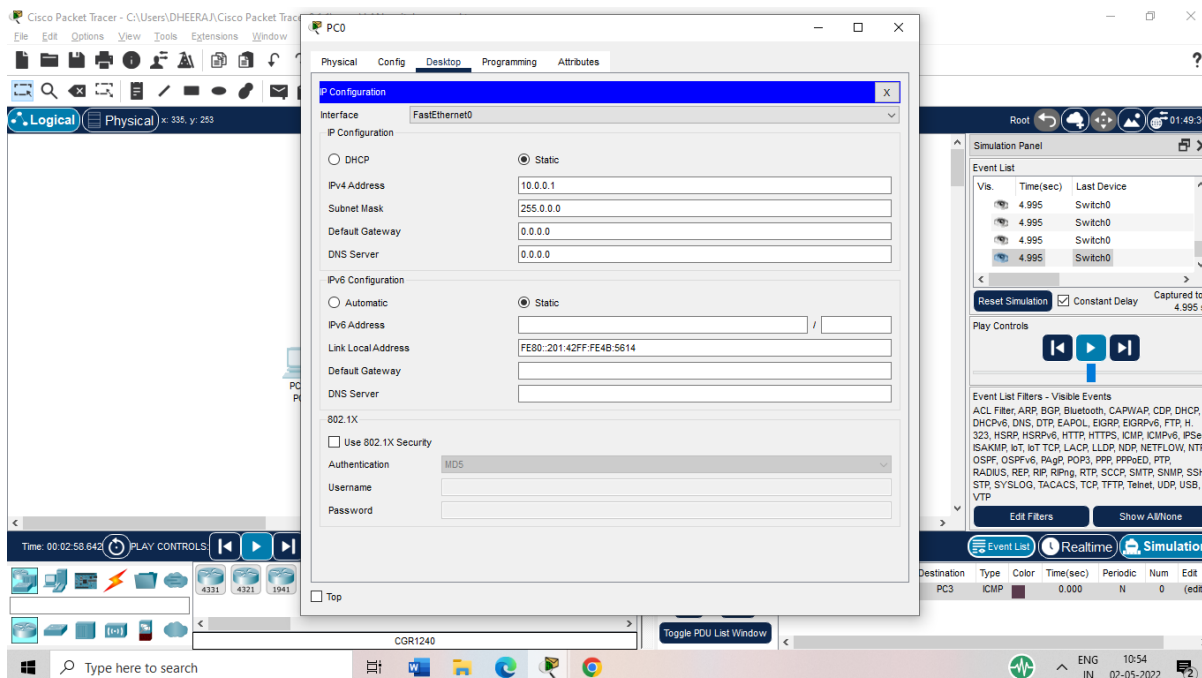 Cisco Packet Tracer - C:\Users\DHEERAJ\Cisco Packet Trace
File Edit Options View Tools Extensions Window
?
Logical Physical x: 335, y: 253
Root 01:49:3
PC0
Physical Config Desktop Programming Attributes
IP Configuration X
Interface FastEthernet0
IP Configuration
DHCP Static
IPv4 Address 10.0.0.1
Subnet Mask 255.0.0.0
Default Gateway 0.0.0.0
DNS Server 0.0.0.0
IPv6 Configuration
Automatic Static
IPv6 Address /
Link Local Address FE80::201:42FF:FE4B:5614
Default Gateway
DNS Server
802.1X
Use 802.1X Security
Authentication MD5
Username
Password
Top
Simulation Panel
Event List
Vis. Time(sec) Last Device
4.995 Switch0
4.995 Switch0
4.995 Switch0
4.995 Switch0
Reset Simulation Constant Delay Captured to
4.995 s
Play Controls
Event List Filters - Visible Events
ACL Filter, ARP, BGP, Bluetooth, CAPWAP, CDP, DHCP,
DHCPv6, DNS, DTP, EAPOL, EIGRP, EIGRPv6, FTP, H.
323, HSRP, HSRPv6, HTTP, HTTPS, ICMP, ICMPv6, IPSe
ISAKMP, IoT, IoT TCP, LACP, LLDP, NDP, NETFLOW, NTP
OSPF, OSPFv6, PAgP, POP3, PPP, PPPoED, PTP,
RADIUS, REP, RIP, RIPng, RTP, SCCP, SMTP, SNMP, SSH
STP, SYSLOG, TACACS, TCP, TFTP, Telnet, UDP, USB,
VTP
Edit Filters Show All/None
PC
P
Time: 00:02:58.642 PLAY CONTROLS:
Event List Realtime Simulation
4331 4321 1941
CGR1240
Destination Type Color Time(sec) Periodic Num Edit
PC3 ICMP 0.000 N 0 (edit
Toggle PDU List Window
Type here to search
ENG
IN
10:54
02-05-2022
2